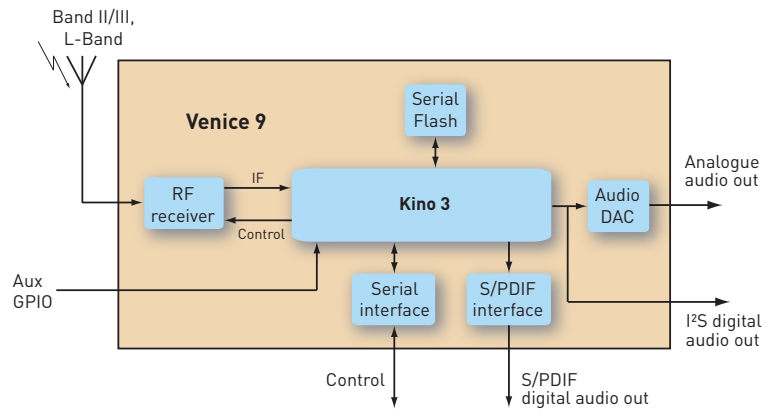 Band II/III,
L-Band
Venice 9
Serial
Flash
Analogue
audio out
RF
receiver
IF
Control
Kino 3
Audio
DAC
Aux
GPIO
Serial
interface
S/PDIF
interface
I²S digital
audio out
Control
S/PDIF
digital audio out